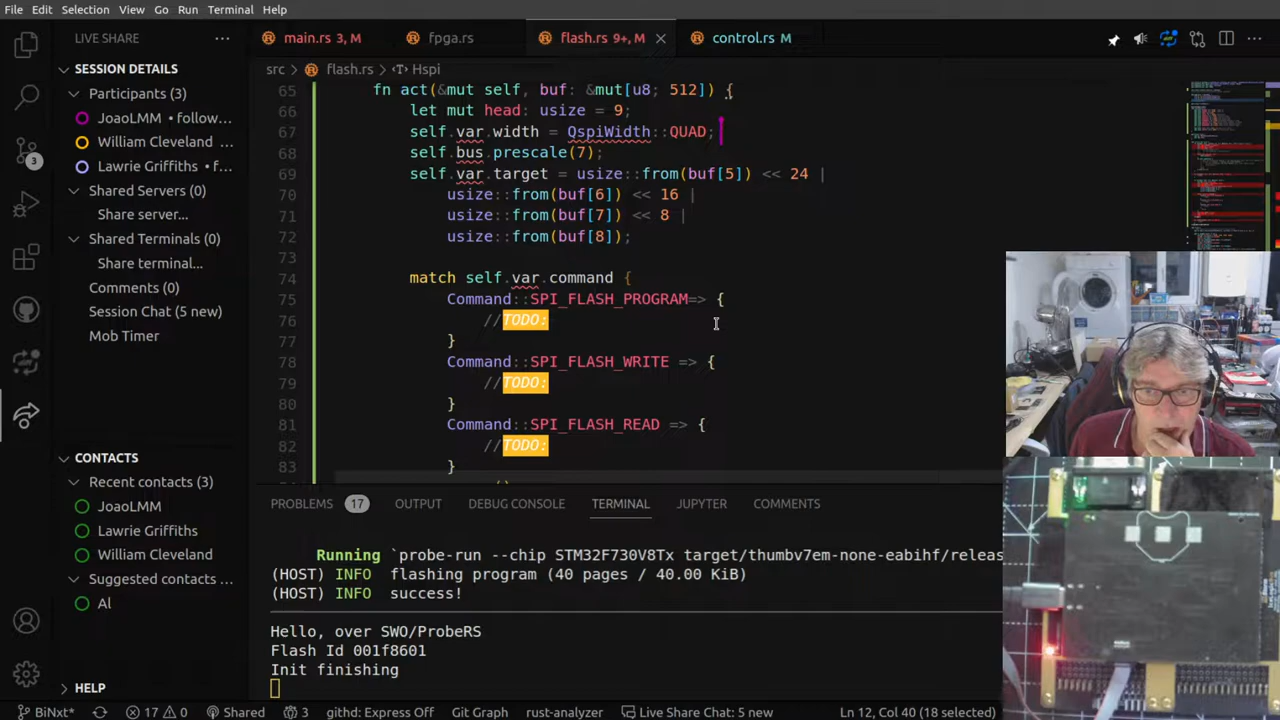 File Edit View Go Run Terminal Help
LIVE SHARE
main.rs 3, M
fpga.rs
flash.rs 9+, M
control.rs M
SESSION DETAILS
src > flash.rs > Hspi
Participants (3)
JoaoLMM • follow...
William Cleveland ...
Lawrie Griffiths • f...
Shared Servers (0)
Share server...
Shared Terminals (0)
Share terminal...
Comments (0)
Session Chat (5 new)
Mob Timer
3
65 fn act(&mut self, buf: &mut[u8; 512]) {
66 let mut head: usize = 9;
67 self.var.width = QspiWidth::QUAD;
68 self.bus.prescale(7);
69 self.var.target = usize::from(buf[5]) << 24 |
70 usize::from(buf[6]) << 16 |
71 usize::from(buf[7]) << 8 |
72 usize::from(buf[8]);
73
74 match self.var.command {
75 Command::SPI_FLASH_PROGRAM=> {
76 //TODO:
77 }
78 Command::SPI_FLASH_WRITE => {
79 //TODO:
80 }
81 Command::SPI_FLASH_READ => {
82 //TODO:
83 }
CONTACTS
Recent contacts (3)
JoaoLMM
Lawrie Griffiths
William Cleveland
Suggested contacts ...
Al
HELP
PROBLEMS 17 OUTPUT DEBUG CONSOLE TERMINAL JUPYTER COMMENTS
Running `probe-run --chip STM32F730V8Tx target/thumbv7em-none-eabihf/releas
(HOST) INFO flashing program (40 pages / 40.00 KiB)
(HOST) INFO success!
Hello, over SWO/ProbeRS
Flash Id 001f8601
Init finishing
BiNxt* 17 0 Shared 3 githd: Express Off Git Graph rust-analyzer Live Share Chat: 5 new Ln 12, Col 40 (18 selected)